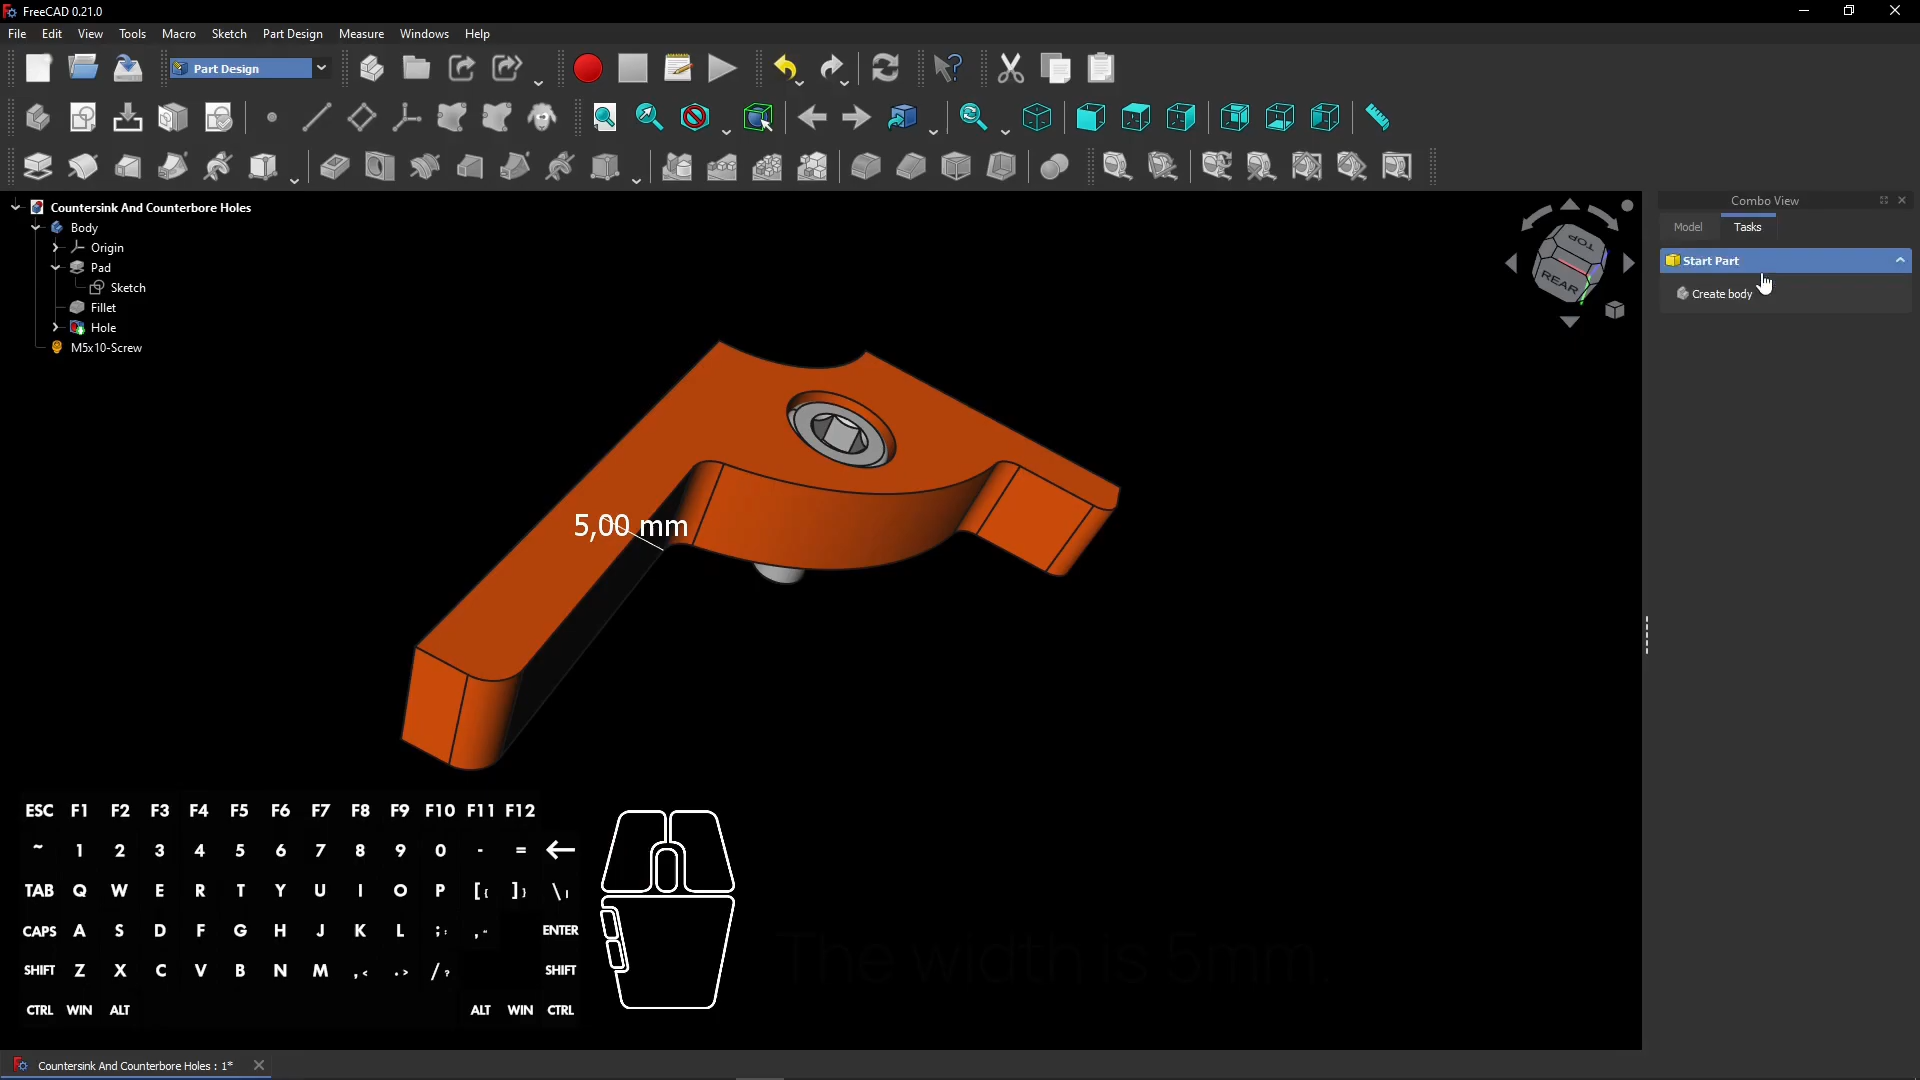 FreeCAD 0.21.0
File Edit View Tools Macro Sketch Part Design Measure Windows Help
Part Design
Countersink And Counterbore Holes
Body
Origin
Pad
Sketch
Fillet
Hole
M5x10-Screw
TOP
REAR
Combo View
Model Tasks
Start Part
Create body
5,00 mm
ESC F1 F2 F3 F4 F5 F6 F7 F8 F9 F10 F11 F12
~ 1 2 3 4 5 6 7 8 9 0 - =
TAB Q W E R T Y U I O P [{ ]} \|
CAPS A S D F G H J K L ;: ,“ ENTER
SHIFT Z X C V B N M ,< .> /? SHIFT
CTRL WIN ALT ALT WIN CTRL
The width is 5mm
Countersink And Counterbore Holes : 1*